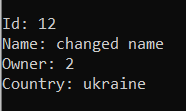 Id: 12
Name: changed name
Owner: 2
Country: ukraine